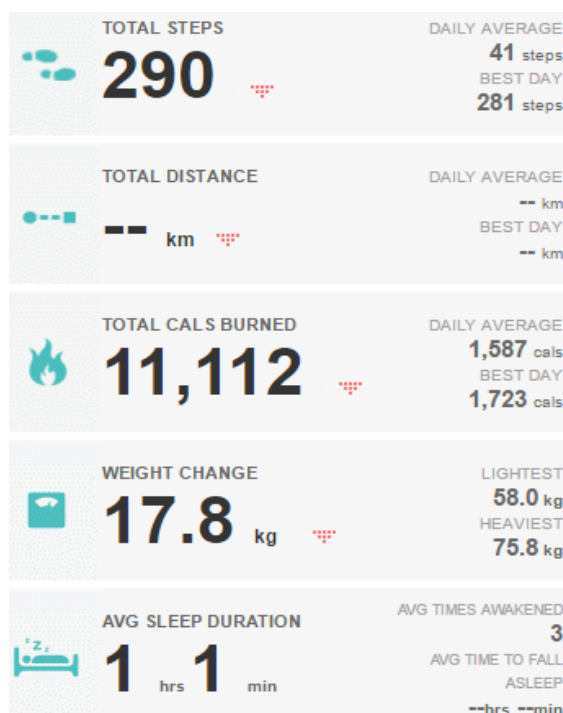 TOTAL STEPS
290
DAILY AVERAGE
41 steps
BEST DAY
281 steps
TOTAL DISTANCE
-- km
DAILY AVERAGE
-- km
BEST DAY
-- km
TOTAL CALS BURNED
11,112
DAILY AVERAGE
1,587 cals
BEST DAY
1,723 cals
WEIGHT CHANGE
17.8 kg
LIGHTEST
58.0 kg
HEAVIEST
75.8 kg
zZz
AVG SLEEP DURATION
1 hrs 1 min
AVG TIMES AWAKENED
3
AVG TIME TO FALL
ASLEEP
--hrs --min